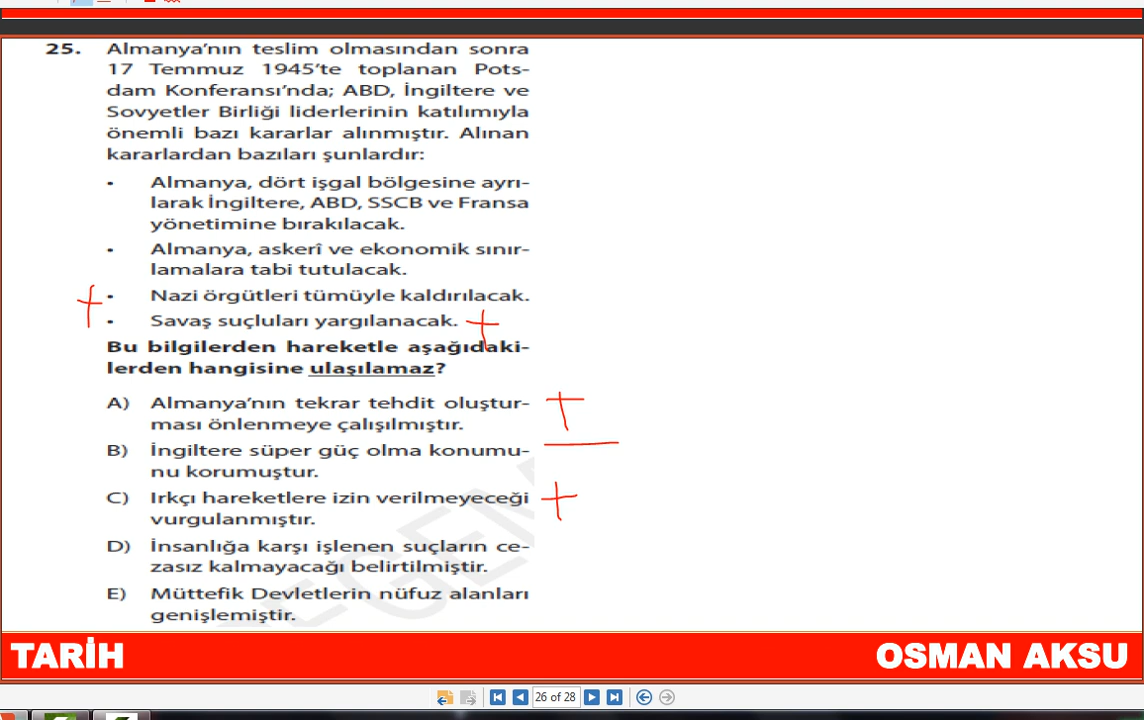 25. Almanya'nın teslim olmasından sonra
17 Temmuz 1945'te toplanan Pots-
dam Konferansı'nda; ABD, İngiltere ve
Sovyetler Birliği liderlerinin katılımıyla
önemli bazı kararlar alınmıştır. Alınan
kararlardan bazıları şunlardır:
• Almanya, dört işgal bölgesine ayrı-
larak İngiltere, ABD, SSCB ve Fransa
yönetimine bırakılacak.
• Almanya, askerî ve ekonomik sınır-
lamalara tabi tutulacak.
+ • Nazi örgütleri tümüyle kaldırılacak.
• Savaş suçluları yargılanacak. +
Bu bilgilerden hareketle aşağıdaki-
lerden hangisine ulaşılamaz?
A) Almanya'nın tekrar tehdit oluştur- +
ması önlenmeye çalışılmıştır.
B) İngiltere süper güç olma konumu-
nu korumuştur.
C) Irkçı hareketlere izin verilmeyeceği +
vurgulanmıştır.
D) İnsanlığa karşı işlenen suçların ce-
zasız kalmayacağı belirtilmiştir.
E) Müttefik Devletlerin nüfuz alanları
genişlemiştir.
TARİH
OSMAN AKSU
26 of 28